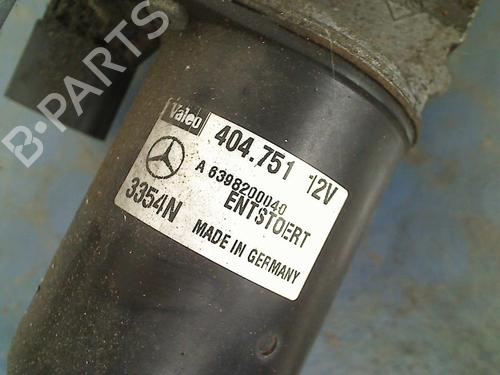 Valeo 404.751 12V
A 6398200040
3354N ENTSTOERT
MADE IN GERMANY
B-PARTS